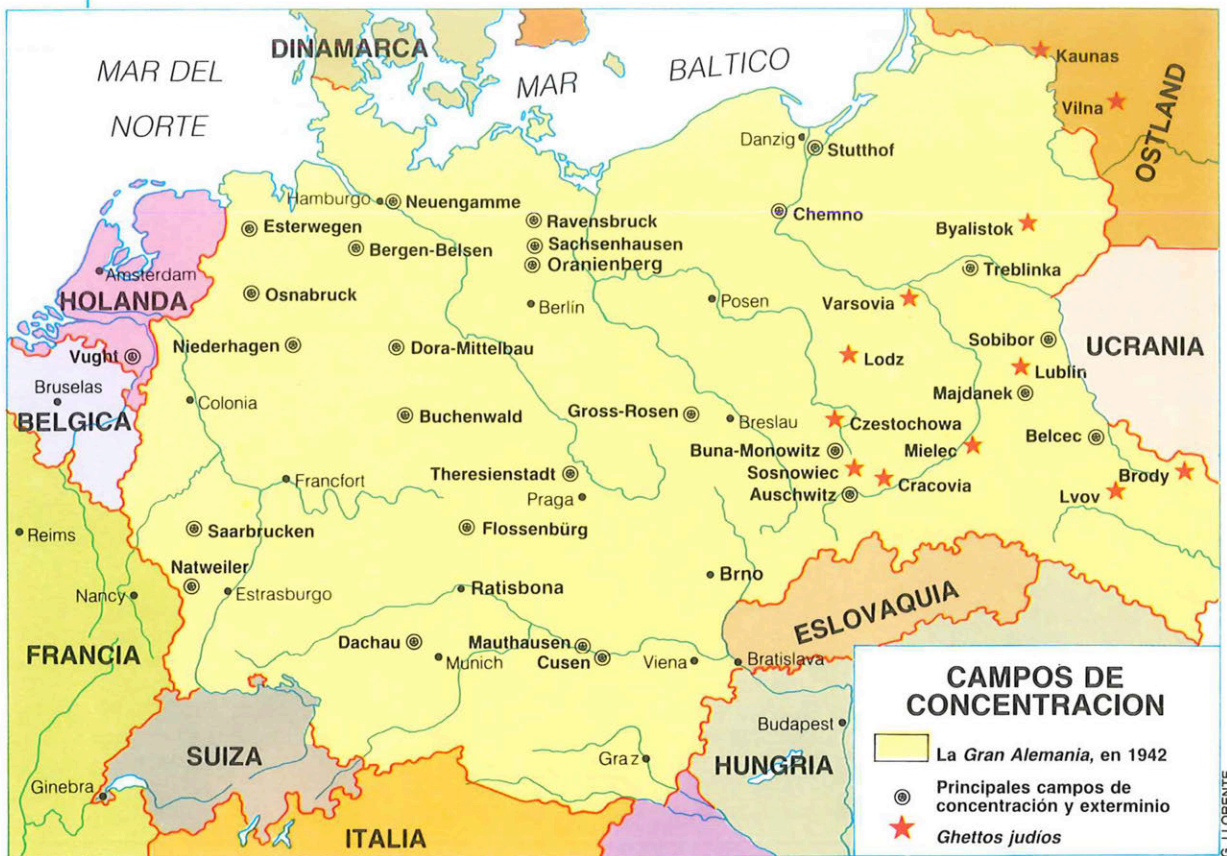 DINAMARCA
MAR DEL
NORTE
MAR
BALTICO
Kaunas
Vilna
OSTLAND
Danzig
Stutthof
Hamburgo
Neuengamme
Esterwegen
Bergen-Belsen
Ravensbruck
Sachsenhausen
Oranienberg
Chemno
Byalistok
Treblinka
Amsterdam
HOLANDA
Osnabruck
Berlín
Posen
Varsovia
Vught
Niederhagen
Dora-Mittelbau
Lodz
Sobibor
Lublin
UCRANIA
Bruselas
BELGICA
Colonia
Buchenwald
Gross-Rosen
Breslau
Czestochowa
Majdanek
Buna-Monowitz
Mielec
Belcec
Francfort
Theresienstadt
Praga
Sosnowiec
Auschwitz
Cracovia
Brody
Lvov
Reims
Saarbrucken
Flossenbürg
Natweiler
Nancy
Estrasburgo
Ratisbona
Brno
ESLOVAQUIA
FRANCIA
Dachau
Munich
Mauthausen
Cusen
Viena
Bratislava
SUIZA
Ginebra
Graz
Budapest
HUNGRIA
ITALIA
CAMPOS DE
CONCENTRACION
La Gran Alemania, en 1942
Principales campos de
concentración y exterminio
Ghettos judíos
G. LLORENTE